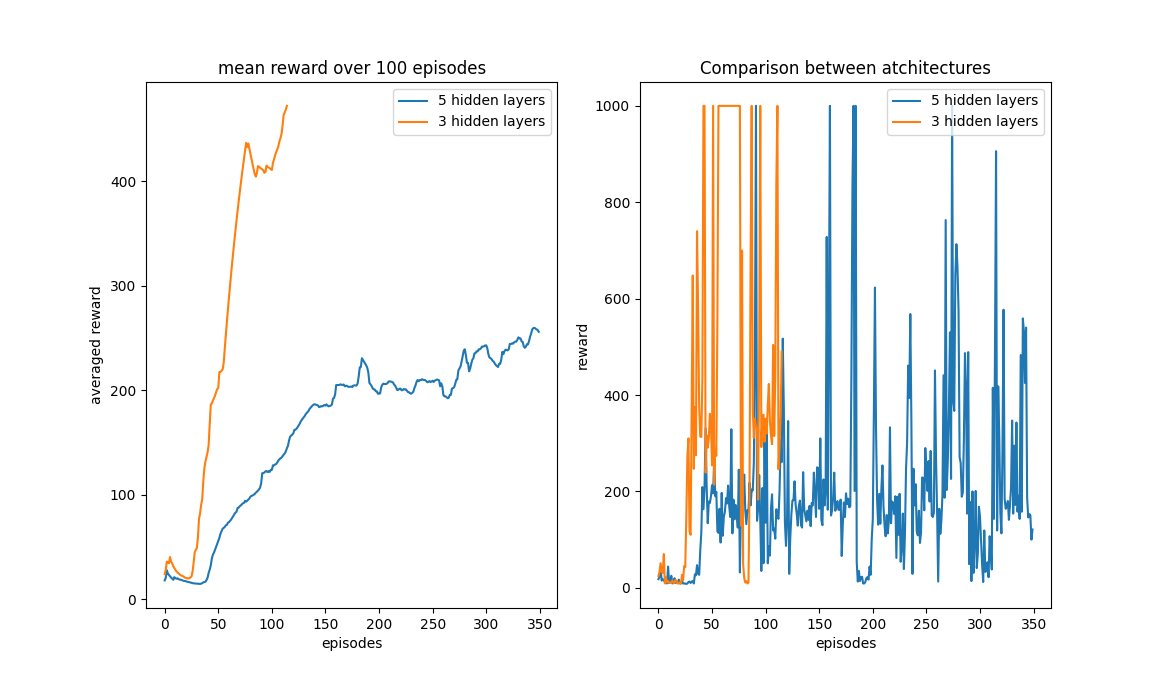 mean reward over 100 episodes
5 hidden layers
3 hidden layers
averaged reward
400
300
200
100
0
0 50 100 150 200 250 300 350
episodes
Comparison between atchitectures
5 hidden layers
3 hidden layers
reward
1000
800
600
400
200
0
0 50 100 150 200 250 300 350
episodes